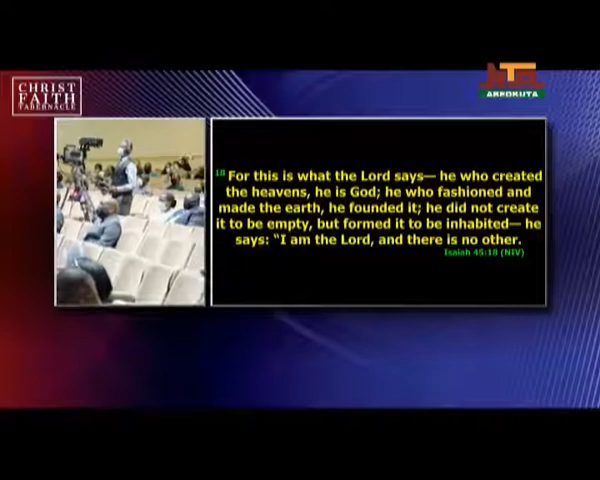 CHRIST
FAITH
TABERNACLE
NTA
ABEOKUTA
18 For this is what the Lord says— he who created
the heavens, he is God; he who fashioned and
made the earth, he founded it; he did not create
it to be empty, but formed it to be inhabited— he
says: “I am the Lord, and there is no other.
Isaiah 45:18 (NIV)